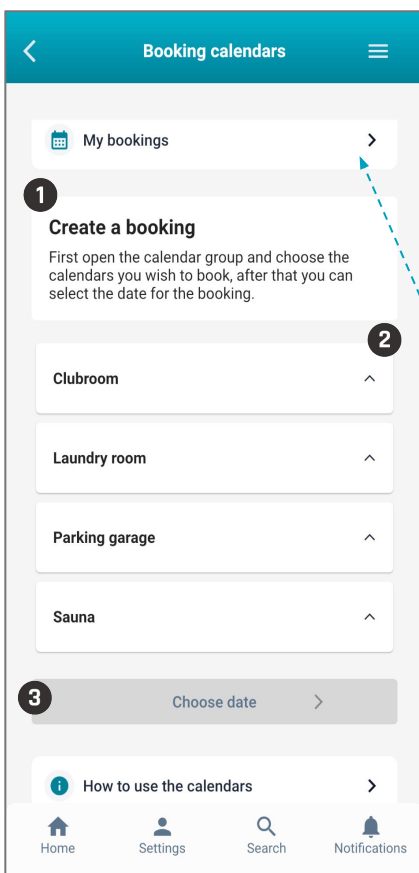 Booking calendars
My bookings
1
Create a booking
First open the calendar group and choose the
calendars you wish to book, after that you can
select the date for the booking.
2
Clubroom
Laundry room
Parking garage
Sauna
3
Choose date
How to use the calendars
Home Settings Search Notifications